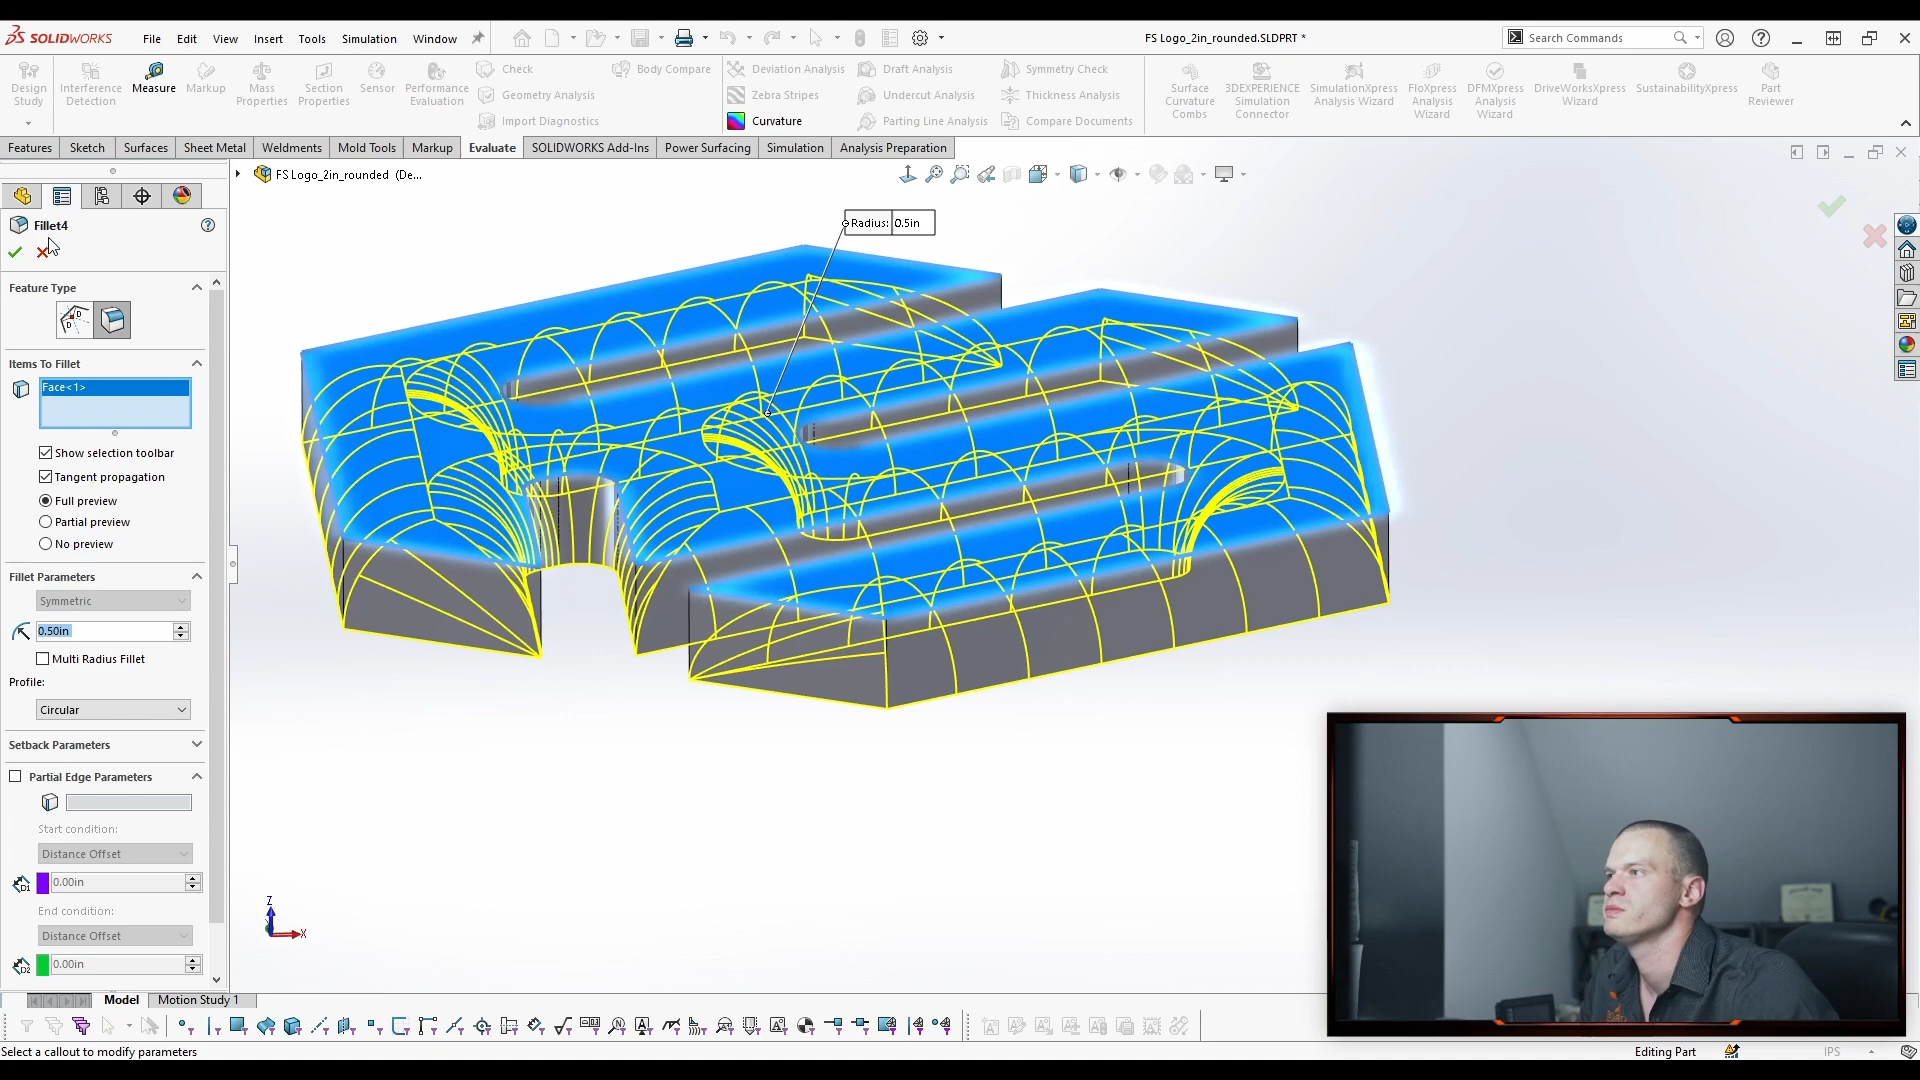 SOLIDWORKS File Edit View Insert Tools Simulation Window FS Logo_2in_rounded.SLDPRT * Search Commands
Design Study
Interference Detection
Measure
Markup
Mass Properties
Section Properties
Sensor
Performance Evaluation
Check
Geometry Analysis
Import Diagnostics
Body Compare
Deviation Analysis
Zebra Stripes
Curvature
Draft Analysis
Undercut Analysis
Parting Line Analysis
Symmetry Check
Thickness Analysis
Compare Documents
Surface Curvature Combs
3DEXPERIENCE Simulation Connector
SimulationXpress Analysis Wizard
FloXpress Analysis Wizard
DFMXpress Analysis Wizard
DriveWorksXpress Wizard
SustainabilityXpress
Part Reviewer
Features Sketch Surfaces Sheet Metal Weldments Mold Tools Markup Evaluate SOLIDWORKS Add-Ins Power Surfacing Simulation Analysis Preparation
FS Logo_2in_rounded (De...
Fillet4
Feature Type
Items To Fillet
Face<1>
Show selection toolbar
Tangent propagation
Full preview
Partial preview
No preview
Fillet Parameters
Symmetric
0.50in
Multi Radius Fillet
Profile:
Circular
Setback Parameters
Partial Edge Parameters
Start condition:
Distance Offset
0.00in
End condition:
Distance Offset
0.00in
Radius: 0.5in
Z
X
Model Motion Study 1
Select a callout to modify parameters
Editing Part
IPS